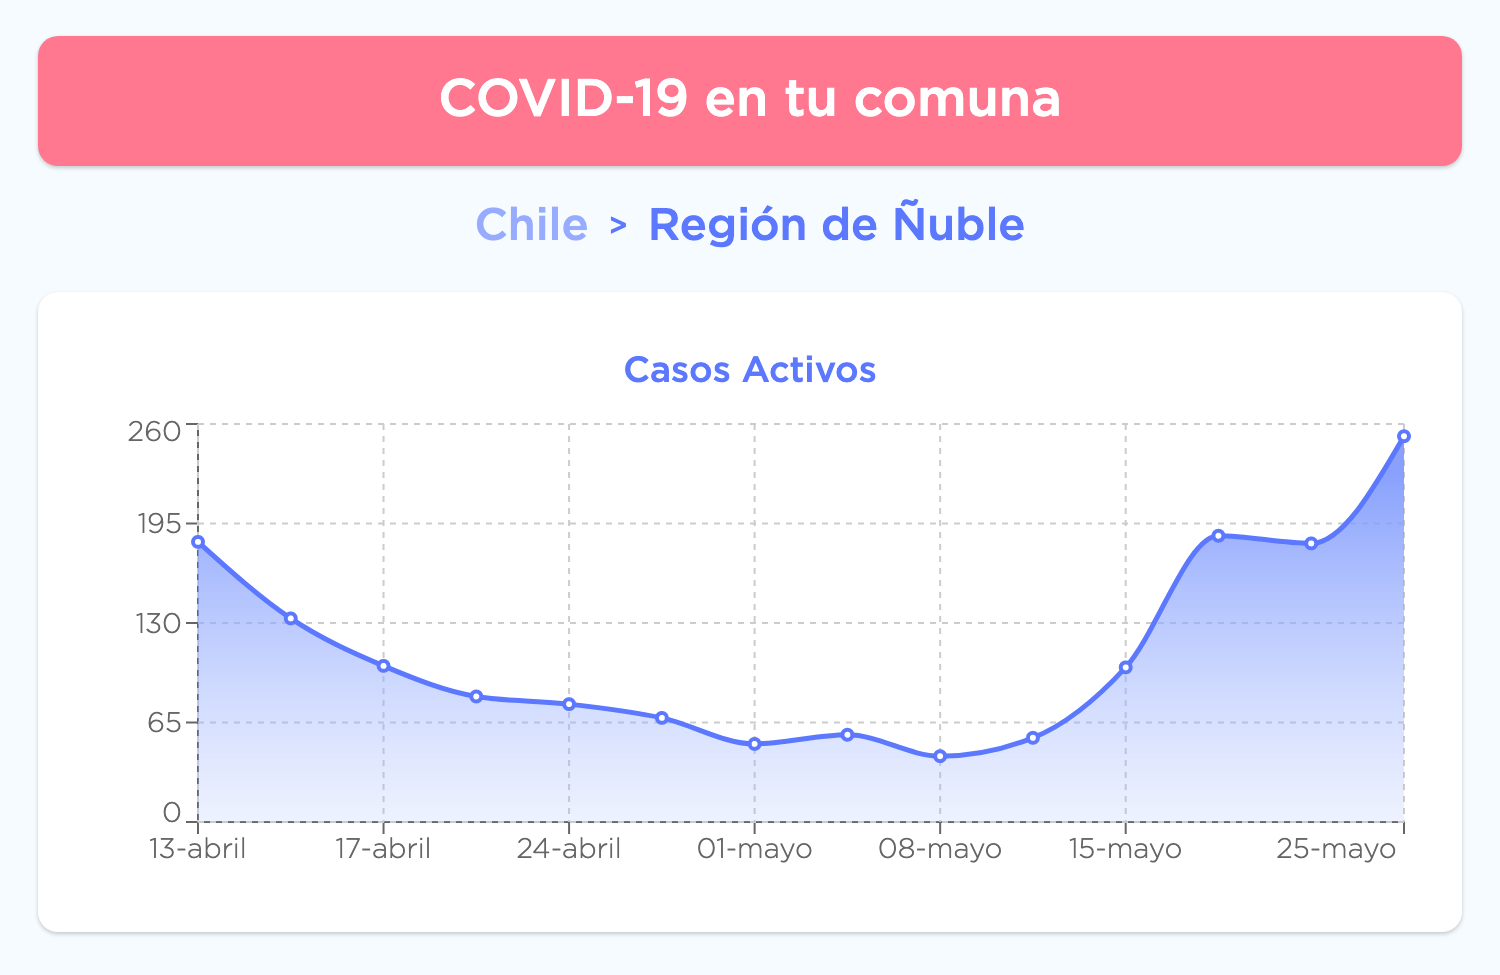 COVID-19 en tu comuna
Chile > Región de Ñuble
Casos Activos
260
195
130
65
0
13-abril 17-abril 24-abril 01-mayo 08-mayo 15-mayo 25-mayo